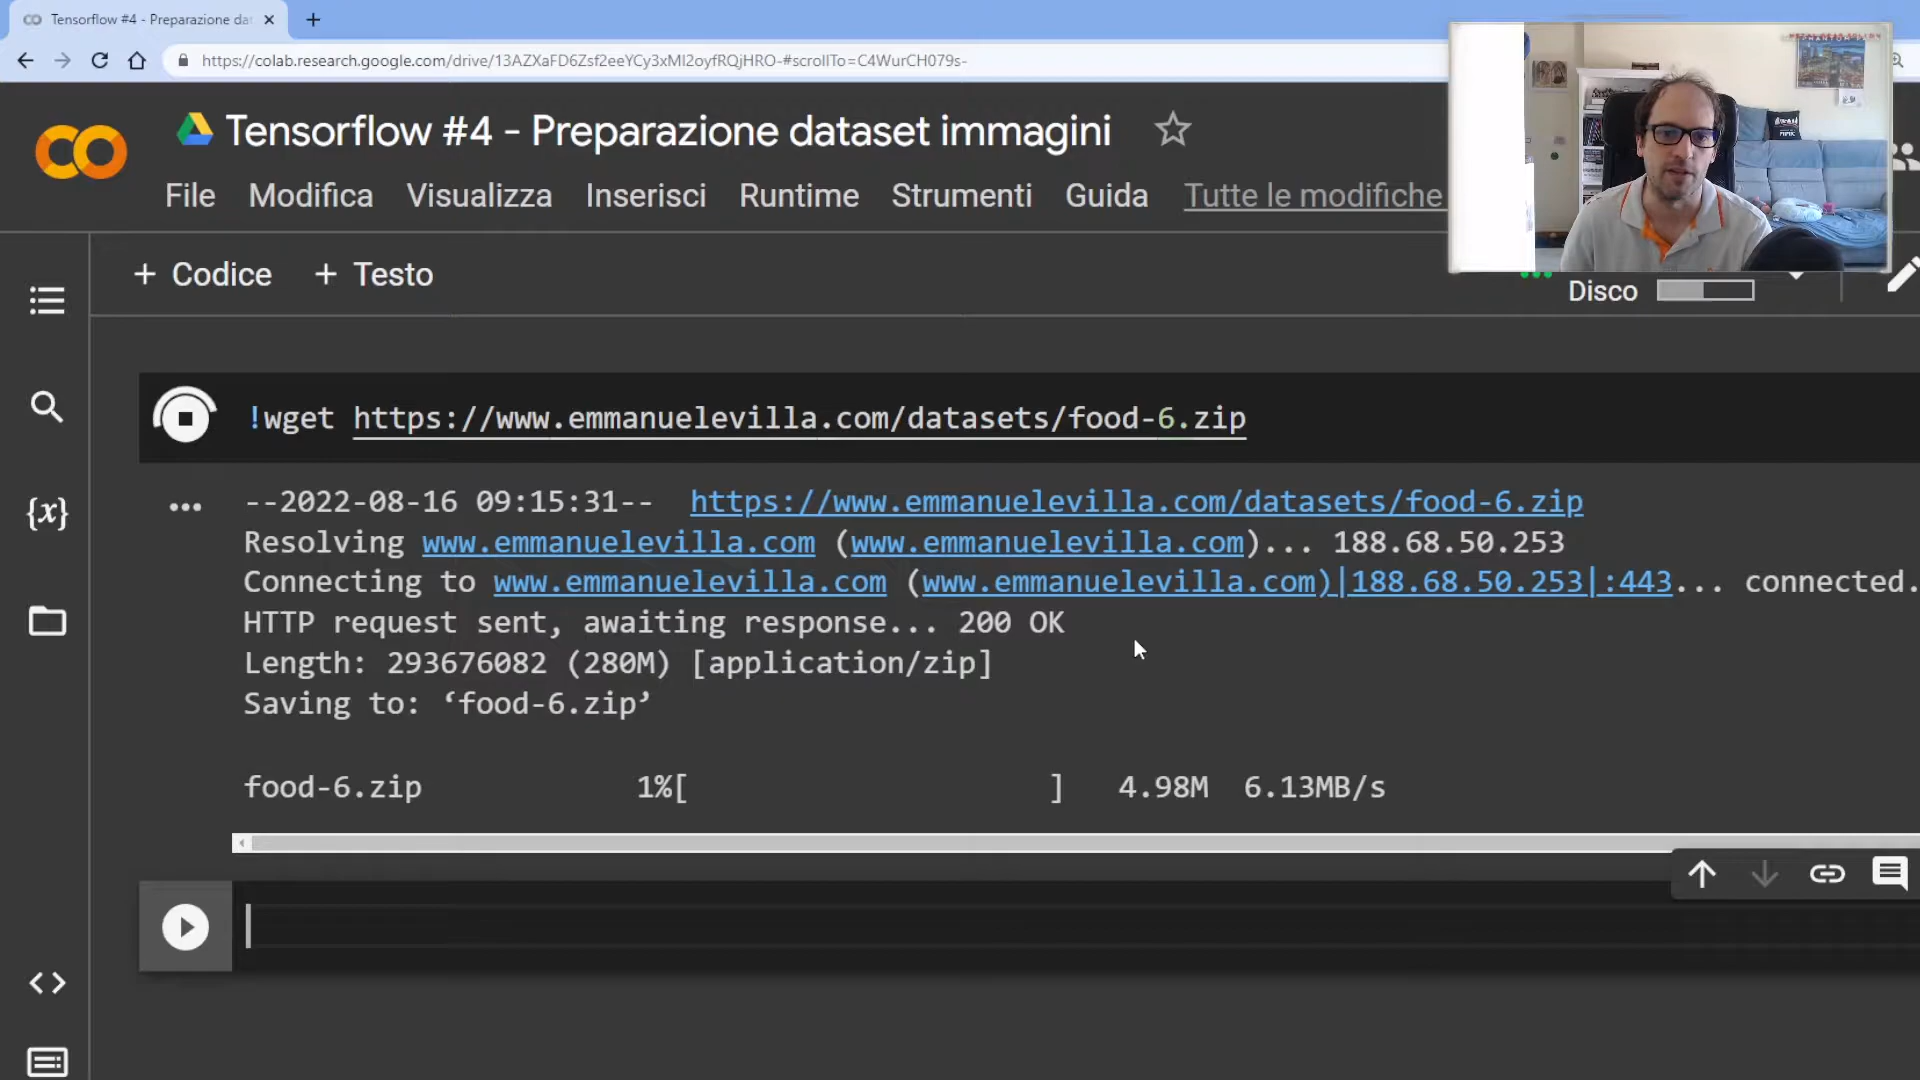 Tensorflow #4 - Preparazione da
https://colab.research.google.com/drive/13AZXaFD6Zsf2eeYCy3xMI2oyfRQjHRO-#scrollTo=C4WurCH079s-
Tensorflow #4 - Preparazione dataset immagini
File Modifica Visualizza Inserisci Runtime Strumenti Guida Tutte le modifiche
+ Codice + Testo
Disco
!wget https://www.emmanuelevilla.com/datasets/food-6.zip
--2022-08-16 09:15:31-- https://www.emmanuelevilla.com/datasets/food-6.zip
Resolving www.emmanuelevilla.com (www.emmanuelevilla.com)... 188.68.50.253
Connecting to www.emmanuelevilla.com (www.emmanuelevilla.com)|188.68.50.253|:443... connected.
HTTP request sent, awaiting response... 200 OK
Length: 293676082 (280M) [application/zip]
Saving to: ‘food-6.zip’
food-6.zip 1%[ ] 4.98M 6.13MB/s